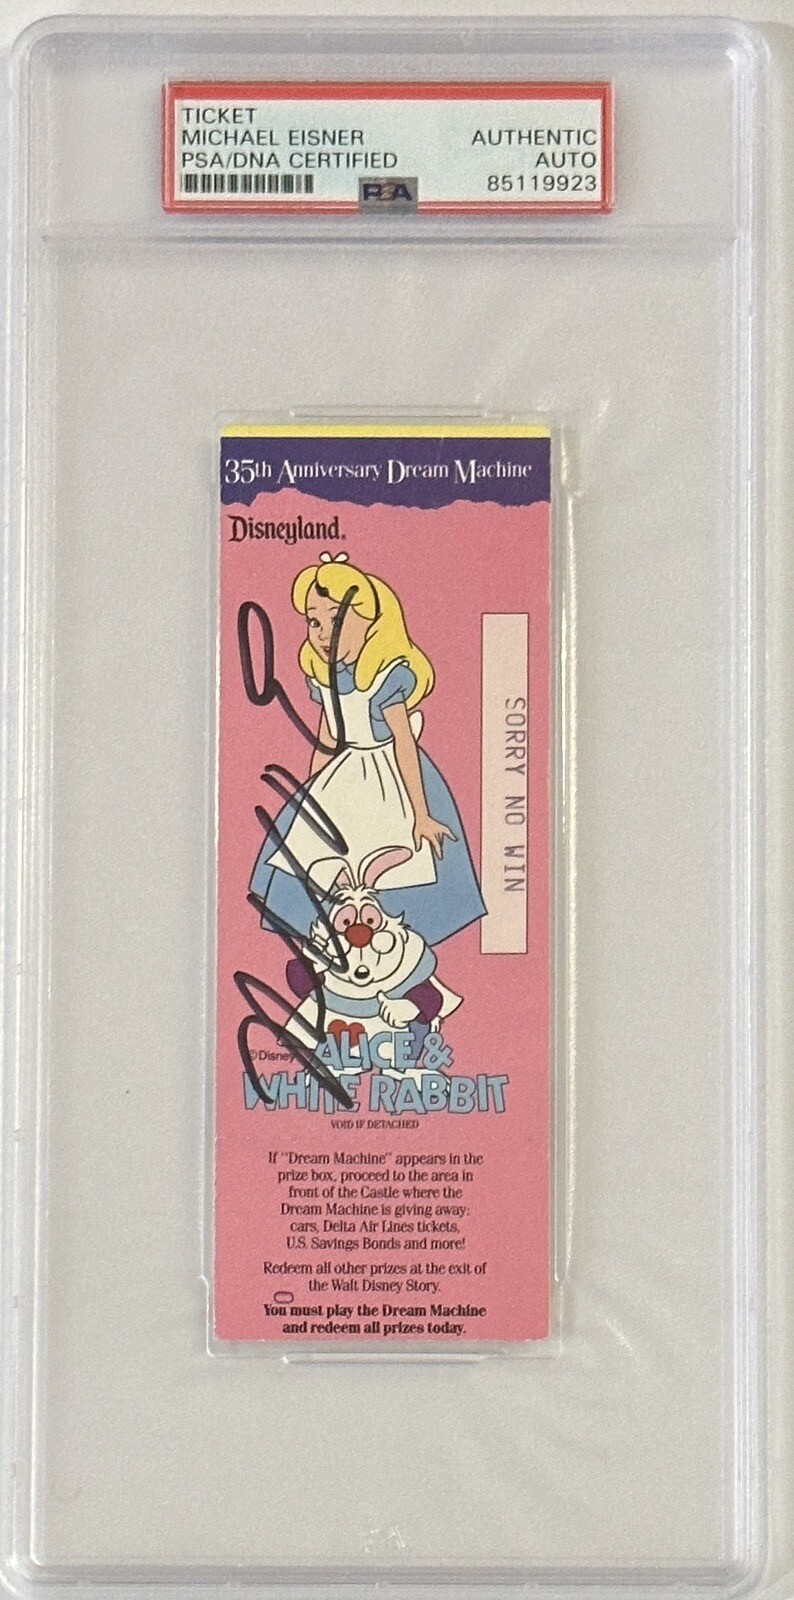 TICKET
MICHAEL EISNER AUTHENTIC
PSA/DNA CERTIFIED AUTO
PSA 85119923
35th Anniversary Dream Machine
Disneyland.
SORRY NO WIN
©Disney
ALICE &
WHITE RABBIT
VOID IF DETACHED
If "Dream Machine" appears in the
prize box, proceed to the area in
front of the Castle where the
Dream Machine is giving away:
cars, Delta Air Lines tickets,
U.S. Savings Bonds and more!
Redeem all other prizes at the exit of
the Walt Disney Story.
You must play the Dream Machine
and redeem all prizes today.